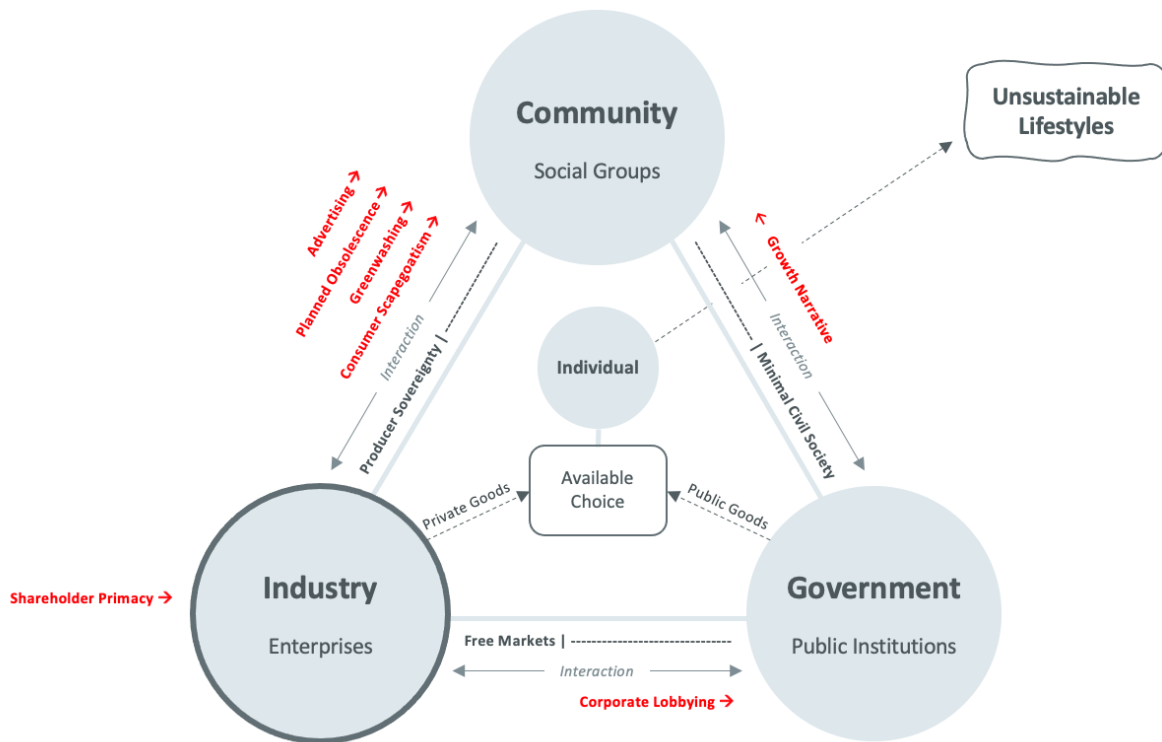 Community
Social Groups
Unsustainable
Lifestyles
Advertising →
Planned Obsolescence →
Greenwashing →
Consumer Scapegoatism →
Interaction
Producer Sovereignty | --------------------
← Growth Narrative
Interaction
-------------------- | Minimal Civil Society
Individual
Available
Choice
Private Goods
Public Goods
Shareholder Primacy →
Industry
Enterprises
Government
Public Institutions
Free Markets | ------------------------------
Interaction
Corporate Lobbying →